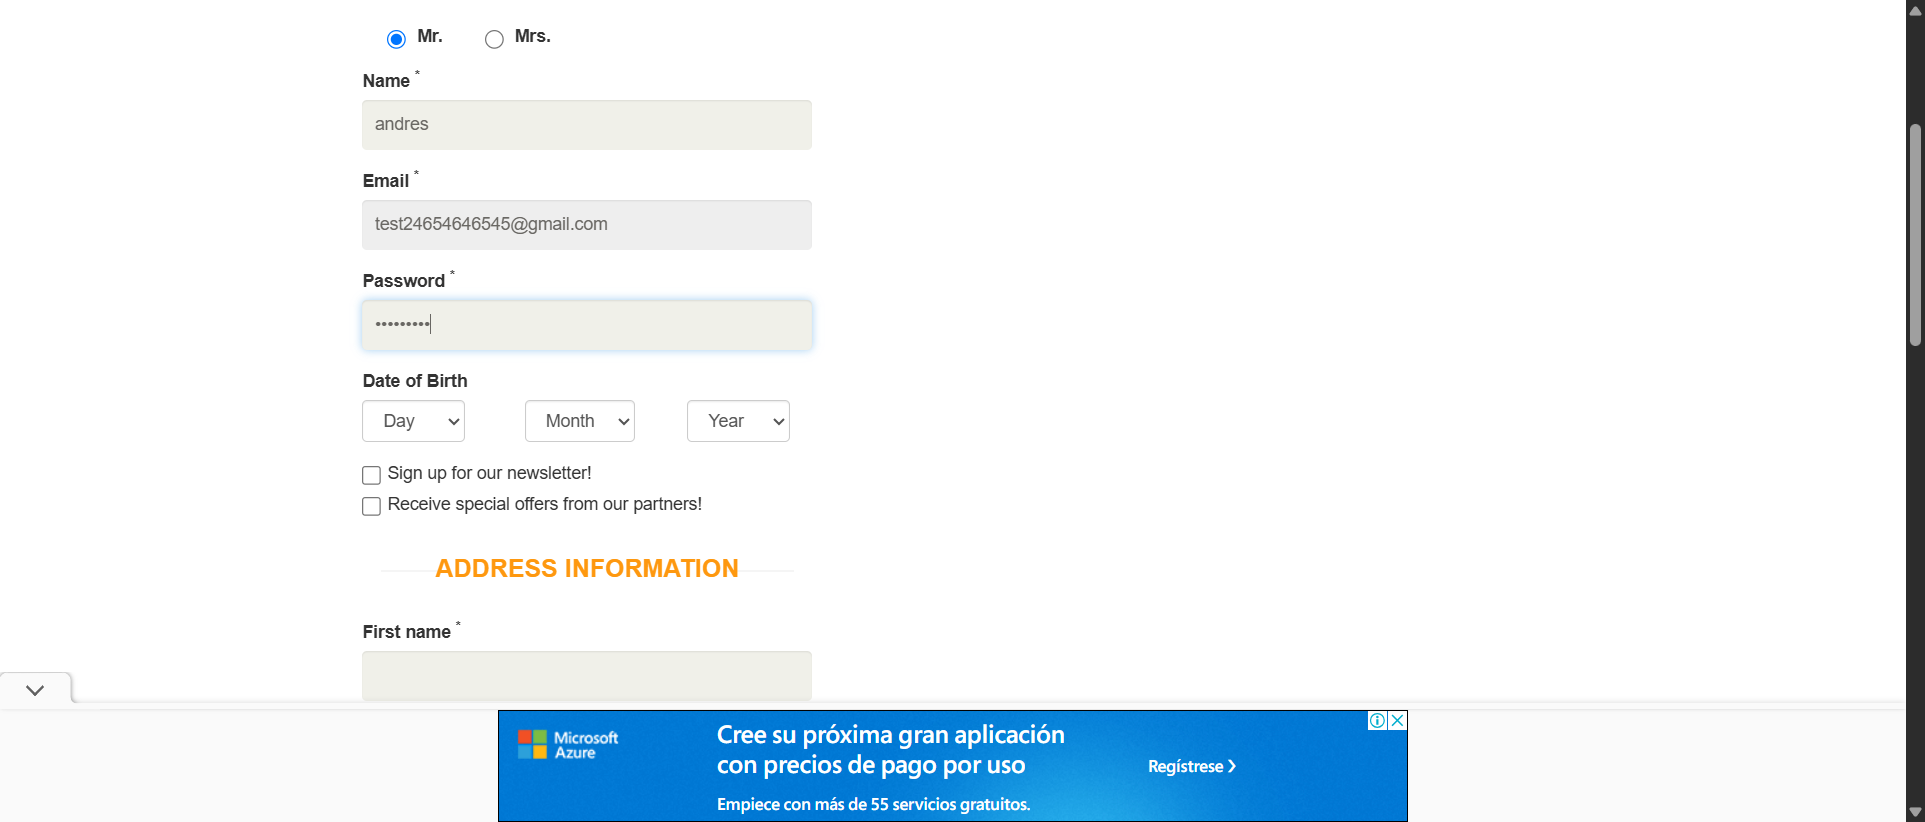 Mr. Mrs.
Name *
andres
Email *
test24654646545@gmail.com
Password *
•••••••••
Date of Birth
Day Month Year
Sign up for our newsletter!
Receive special offers from our partners!
ADDRESS INFORMATION
First name *
Microsoft
Azure
Cree su próxima gran aplicación
con precios de pago por uso
Empiece con más de 55 servicios gratuitos.
Regístrese